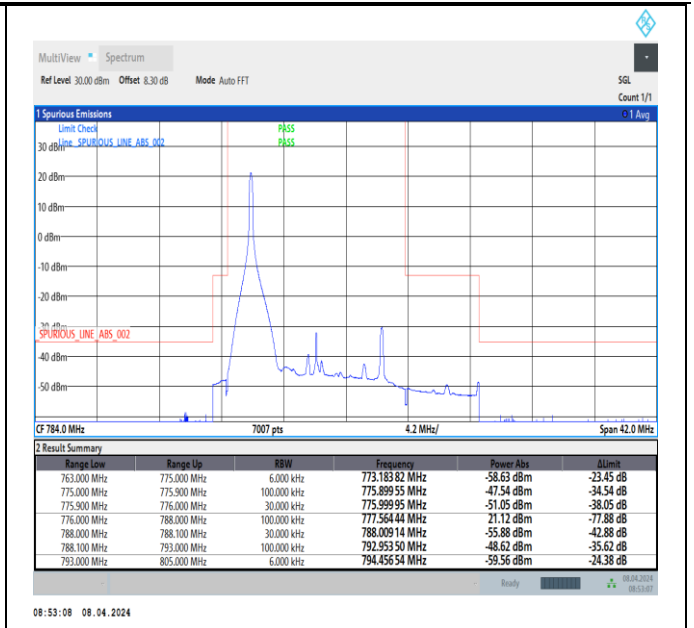 MultiView Spectrum
Ref Level 30.00 dBm Offset 8.30 dB Mode Auto FFT SGL
Count 1/1
1 Spurious Emissions 1 Avg
Limit Check PASS
Line _SPURIOUS_LINE_ABS_002 PASS
30 dBm
20 dBm
10 dBm
0 dBm
-10 dBm
-20 dBm
_SPURIOUS_LINE_ABS_002
-40 dBm
-50 dBm
CF 784.0 MHz 7007 pts 4.2 MHz/ Span 42.0 MHz
2 Result Summary
Range Low Range Up RBW Frequency Power Abs ΔLimit
763.000 MHz 775.000 MHz 6.000 kHz 773.183 82 MHz -58.63 dBm -23.45 dB
775.000 MHz 775.900 MHz 100.000 kHz 775.899 55 MHz -47.54 dBm -34.54 dB
775.900 MHz 776.000 MHz 30.000 kHz 775.999 95 MHz -51.05 dBm -38.05 dB
776.000 MHz 788.000 MHz 100.000 kHz 777.564 44 MHz 21.12 dBm -77.88 dB
788.000 MHz 788.100 MHz 30.000 kHz 788.009 14 MHz -55.88 dBm -42.88 dB
788.100 MHz 793.000 MHz 100.000 kHz 792.953 50 MHz -48.62 dBm -35.62 dB
793.000 MHz 805.000 MHz 6.000 kHz 794.456 54 MHz -59.56 dBm -24.38 dB
Ready 08.04.2024
08:53:07
08:53:08 08.04.2024